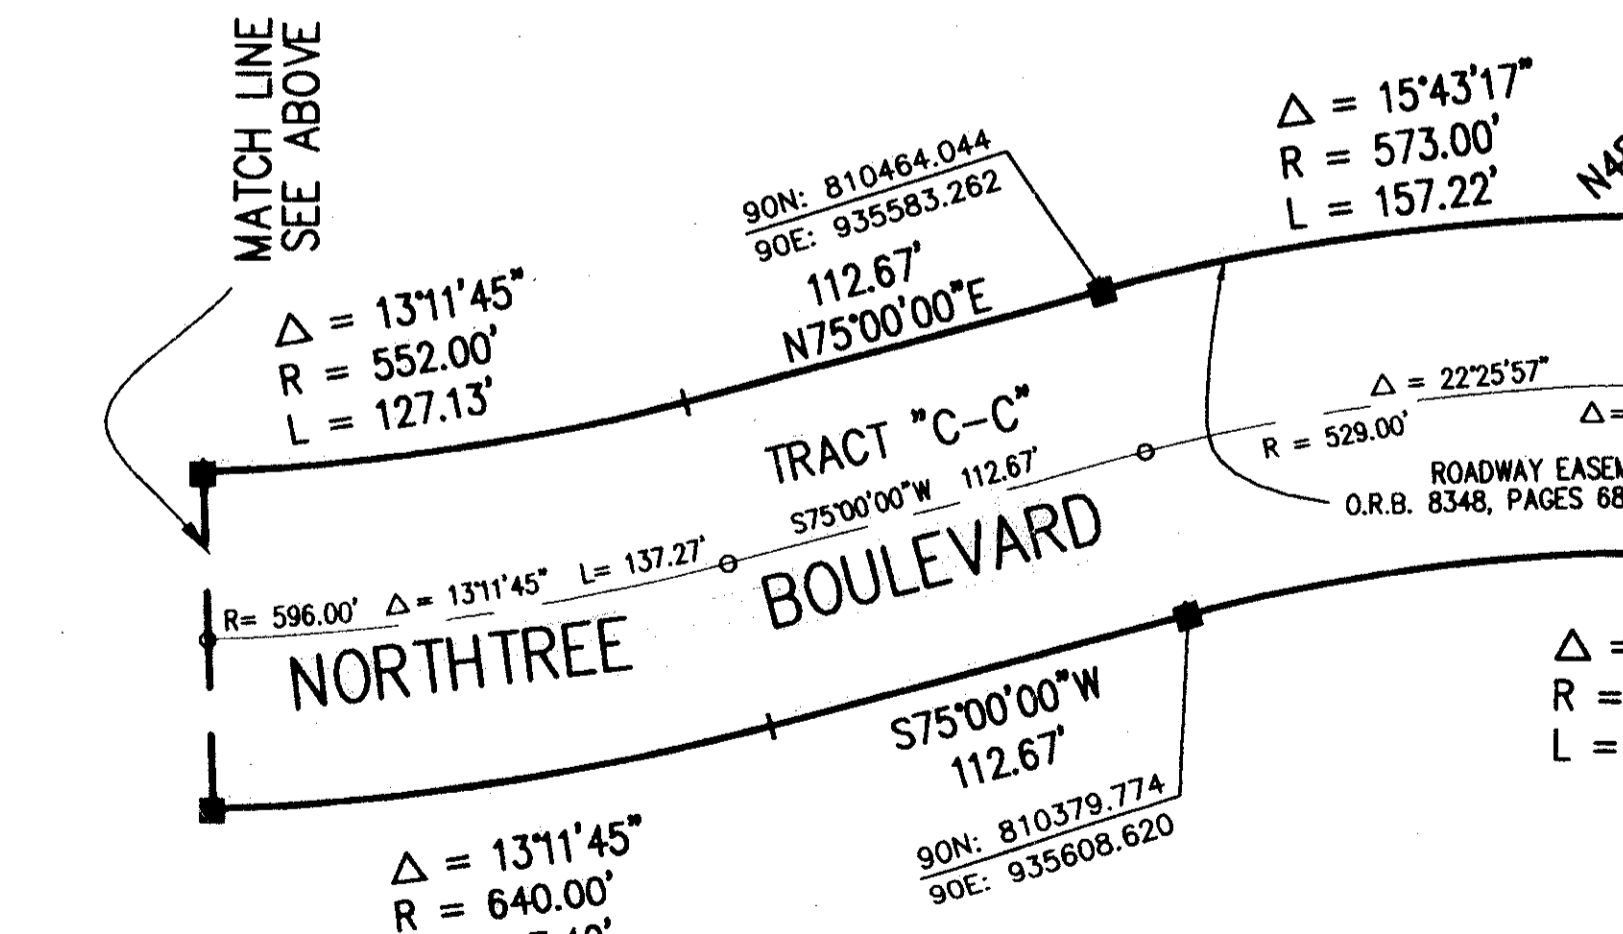 MATCH LINE
SEE ABOVE
Δ = 13°11'45"
R = 552.00'
L = 127.13'
90N: 810464.044
90E: 935583.262
112.67'
N75°00'00"E
Δ = 15°43'17"
R = 573.00'
L = 157.22'
TRACT "C-C"
S75°00'00"W 112.67'
Δ = 22°25'57"
R = 529.00'
Δ=
ROADWAY
O.R.B. 8348, PAGES
R= 596.00' Δ = 13°11'45" L= 137.27'
NORTHTREE BOULEVARD
S75°00'00"W
112.67'
90N: 810379.774
90E: 935608.620
Δ =
R =
L =
Δ = 13°11'45"
R = 640.00'